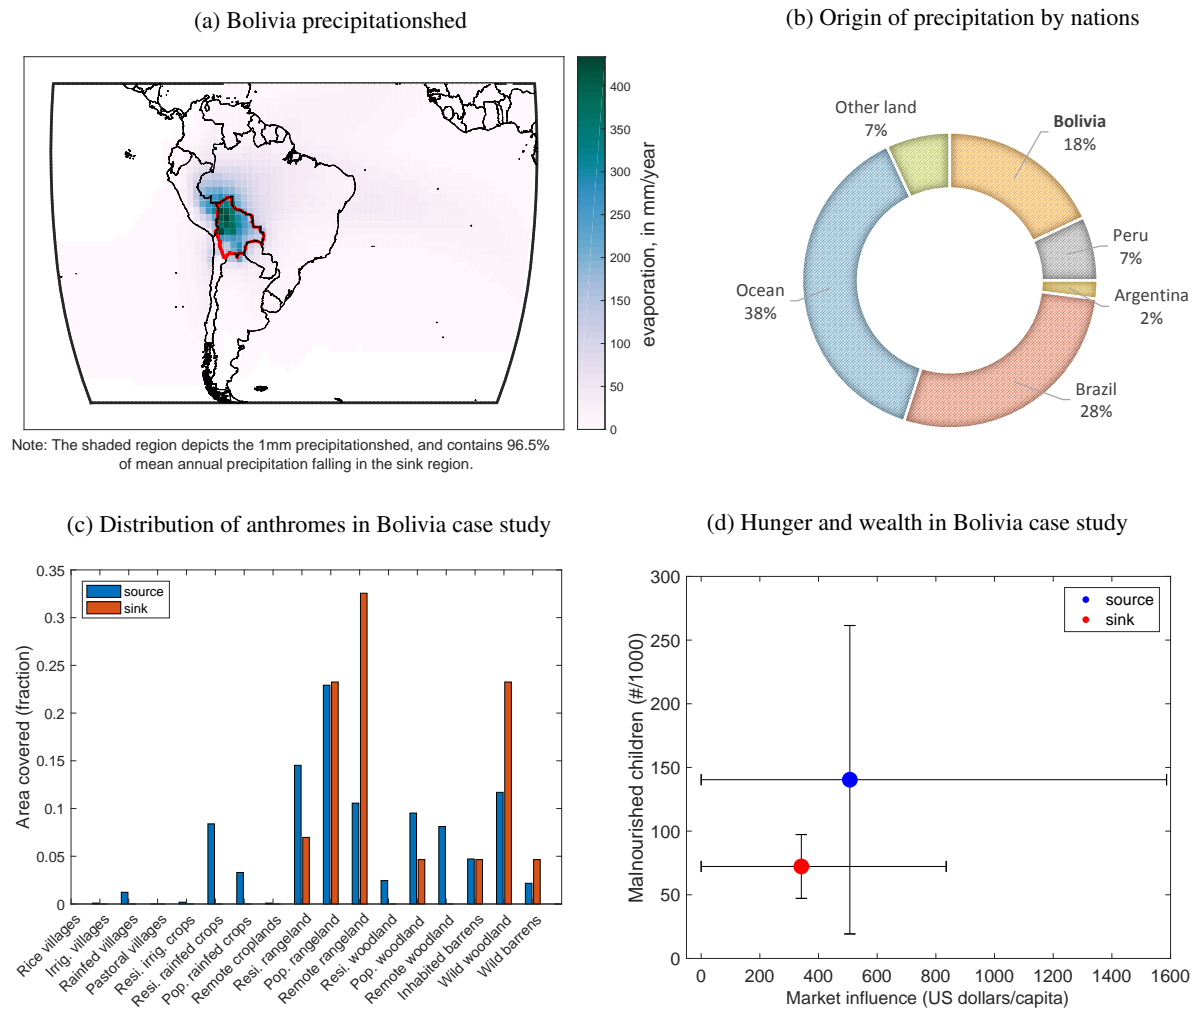 (a) Bolivia precipitationshed
400
350
300
250
200
150
100
50
0
evaporation, in mm/year
Note: The shaded region depicts the 1mm precipitationshed, and contains 96.5%
of mean annual precipitation falling in the sink region.
(b) Origin of precipitation by nations
Other land
7%
Bolivia
18%
Peru
7%
Argentina
2%
Ocean
38%
Brazil
28%
(c) Distribution of anthromes in Bolivia case study
0.35
0.3
0.25
0.2
0.15
0.1
0.05
0
Area covered (fraction)
source
sink
Rice villages
Irrig. villages
Rainfed villages
Pastoral villages
Resi. irrig. crops
Resi. rainfed crops
Pop. rainfed crops
Remote croplands
Resi. rangeland
Pop. rangeland
Remote rangeland
Resi. woodland
Pop. woodland
Remote woodland
Inhabited barrens
Wild woodland
Wild barrens
(d) Hunger and wealth in Bolivia case study
300
250
200
150
100
50
0
Malnourished children (#/1000)
source
sink
0 200 400 600 800 1000 1200 1400 1600
Market influence (US dollars/capita)